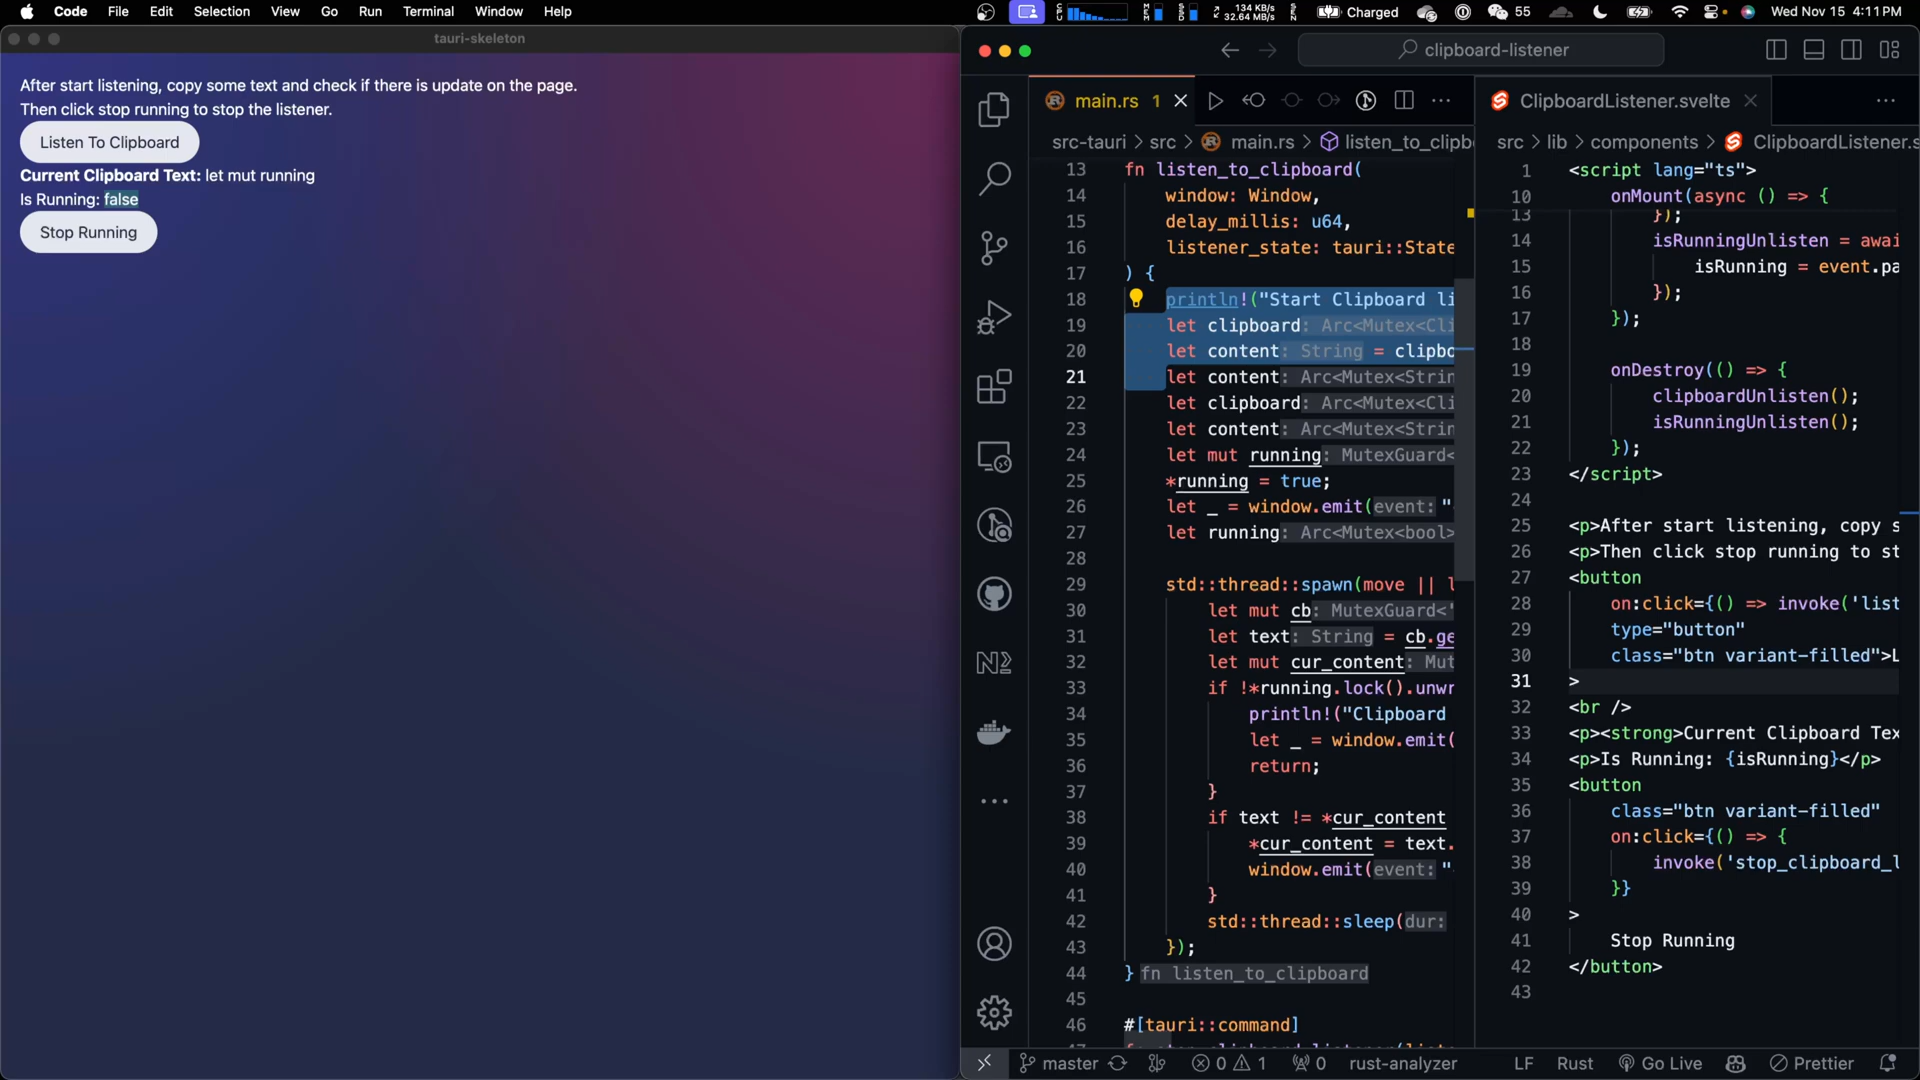 Code File Edit Selection View Go Run Terminal Window Help
134 KB/s
32.64 MB/s
Charged
55
Wed Nov 15 4:11 PM
tauri-skeleton
After start listening, copy some text and check if there is update on the page.
Then click stop running to stop the listener.
Listen To Clipboard
Current Clipboard Text: let mut running
Is Running: false
Stop Running
clipboard-listener
main.rs 1
src-tauri > src > main.rs > listen_to_clipb
13 fn listen_to_clipboard(
14 window: Window,
15 delay_millis: u64,
16 listener_state: tauri::State
17 ) {
18 println!("Start Clipboard li
19 let clipboard: Arc<Mutex<Cli
20 let content: String = clipbo
21 let content: Arc<Mutex<Strin
22 let clipboard: Arc<Mutex<Cli
23 let content: Arc<Mutex<Strin
24 let mut running: MutexGuard<
25 *running = true;
26 let _ = window.emit(event: "
27 let running: Arc<Mutex<bool>
28
29 std::thread::spawn(move || l
30 let mut cb: MutexGuard<'
31 let text: String = cb.ge
32 let mut cur_content: Mut
33 if !*running.lock().unwr
34 println!("Clipboard
35 let _ = window.emit(
36 return;
37 }
38 if text != *cur_content
39 *cur_content = text.
40 window.emit(event: "
41 }
42 std::thread::sleep(dur:
43 });
44 } fn listen_to_clipboard
45
46 #[tauri::command]
ClipboardListener.svelte
src > lib > components > ClipboardListener.s
1 <script lang="ts">
10 onMount(async () => {
13 });
14 isRunningUnlisten = awai
15 isRunning = event.pa
16 });
17 });
18
19 onDestroy(() => {
20 clipboardUnlisten();
21 isRunningUnlisten();
22 });
23 </script>
24
25 <p>After start listening, copy s
26 <p>Then click stop running to st
27 <button
28 on:click={() => invoke('list
29 type="button"
30 class="btn variant-filled">L
31 >
32 <br />
33 <p><strong>Current Clipboard Tex
34 <p>Is Running: {isRunning}</p>
35 <button
36 class="btn variant-filled"
37 on:click={() => {
38 invoke('stop_clipboard_l
39 }}
40 >
41 Stop Running
42 </button>
43
master 0 1 0 rust-analyzer LF Rust Go Live Prettier